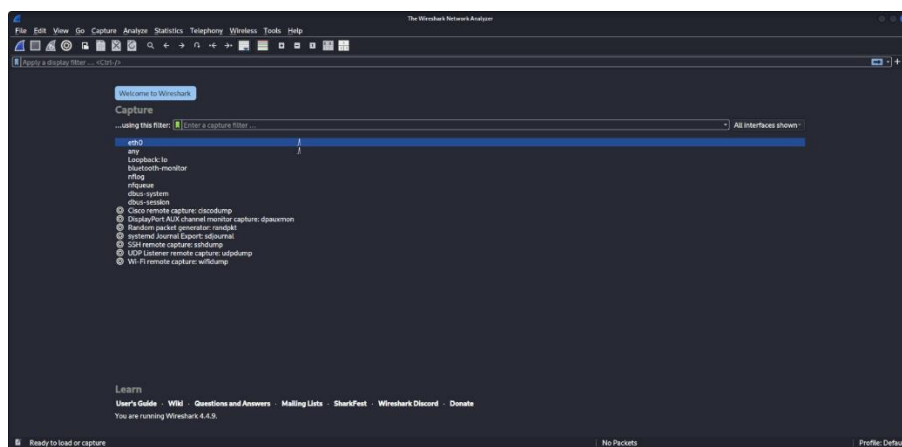 The Wireshark Network Analyzer
File Edit View Go Capture Analyze Statistics Telephony Wireless Tools Help
Apply a display filter ... <Ctrl-/>
Welcome to Wireshark
Capture
...using this filter: Enter a capture filter ... All interfaces shown
eth0
any
Loopback: lo
bluetooth-monitor
nflog
nfqueue
dbus-system
dbus-session
Cisco remote capture: ciscodump
DisplayPort AUX channel monitor capture: dpauxmon
Random packet generator: randpkt
systemd Journal Export: sdjournal
SSH remote capture: sshdump
UDP Listener remote capture: udpdump
Wi-Fi remote capture: wifidump
Learn
User's Guide · Wiki · Questions and Answers · Mailing Lists · SharkFest · Wireshark Discord · Donate
You are running Wireshark 4.4.9.
Ready to load or capture No Packets Profile: Defau